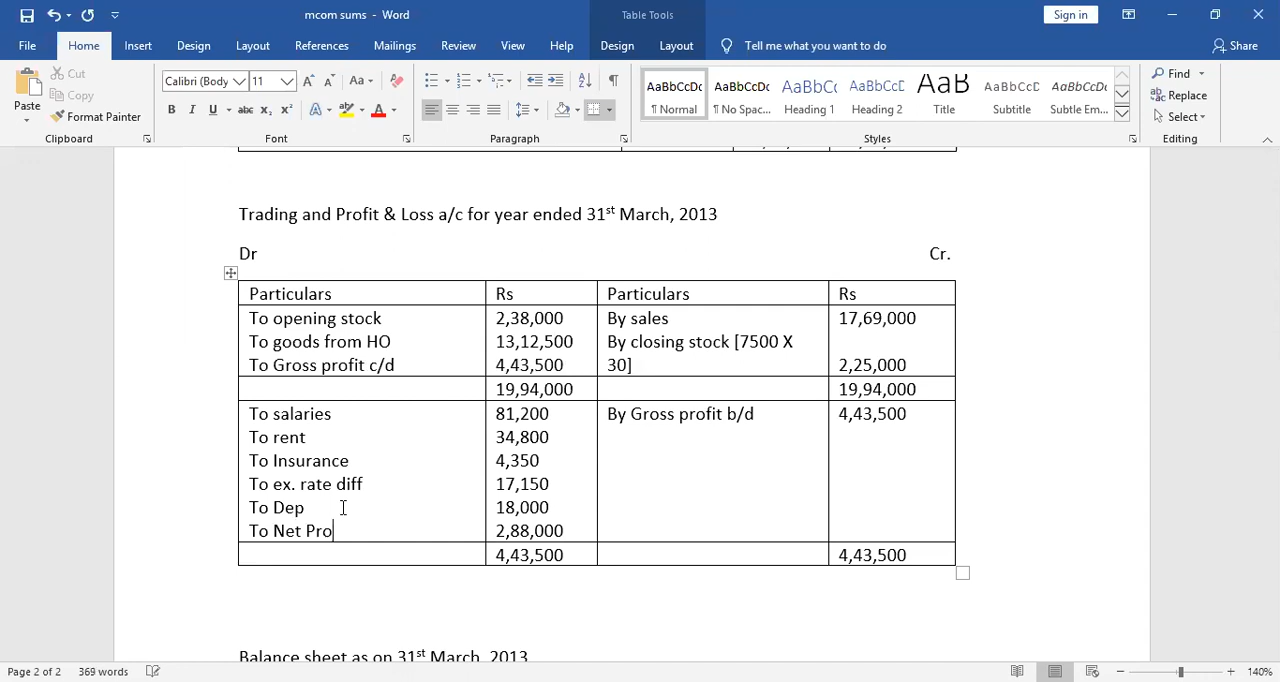 mcom sums - Word
Table Tools
Sign in
File Home Insert Design Layout References Mailings Review View Help Design Layout Tell me what you want to do Share
Paste
Cut
Copy
Format Painter
Clipboard
Calibri (Body 11
Font
Paragraph
AaBbCcDc AaBbCcDc AaBbCc AaBbCcD AaB AaBbCcD AaBbCcDc
¶ Normal ¶ No Spac... Heading 1 Heading 2 Title Subtitle Subtle Em...
Styles
Find
Replace
Select
Editing
Trading and Profit & Loss a/c for year ended 31st March, 2013
Dr Cr.
Particulars Rs Particulars Rs
To opening stock 2,38,000 By sales 17,69,000
To goods from HO 13,12,500 By closing stock [7500 X
To Gross profit c/d 4,43,500 30] 2,25,000
19,94,000 19,94,000
To salaries 81,200 By Gross profit b/d 4,43,500
To rent 34,800
To Insurance 4,350
To ex. rate diff 17,150
To Dep 18,000
To Net Pro 2,88,000
4,43,500 4,43,500
Balance sheet as on 31st March, 2013
Page 2 of 2 369 words 140%